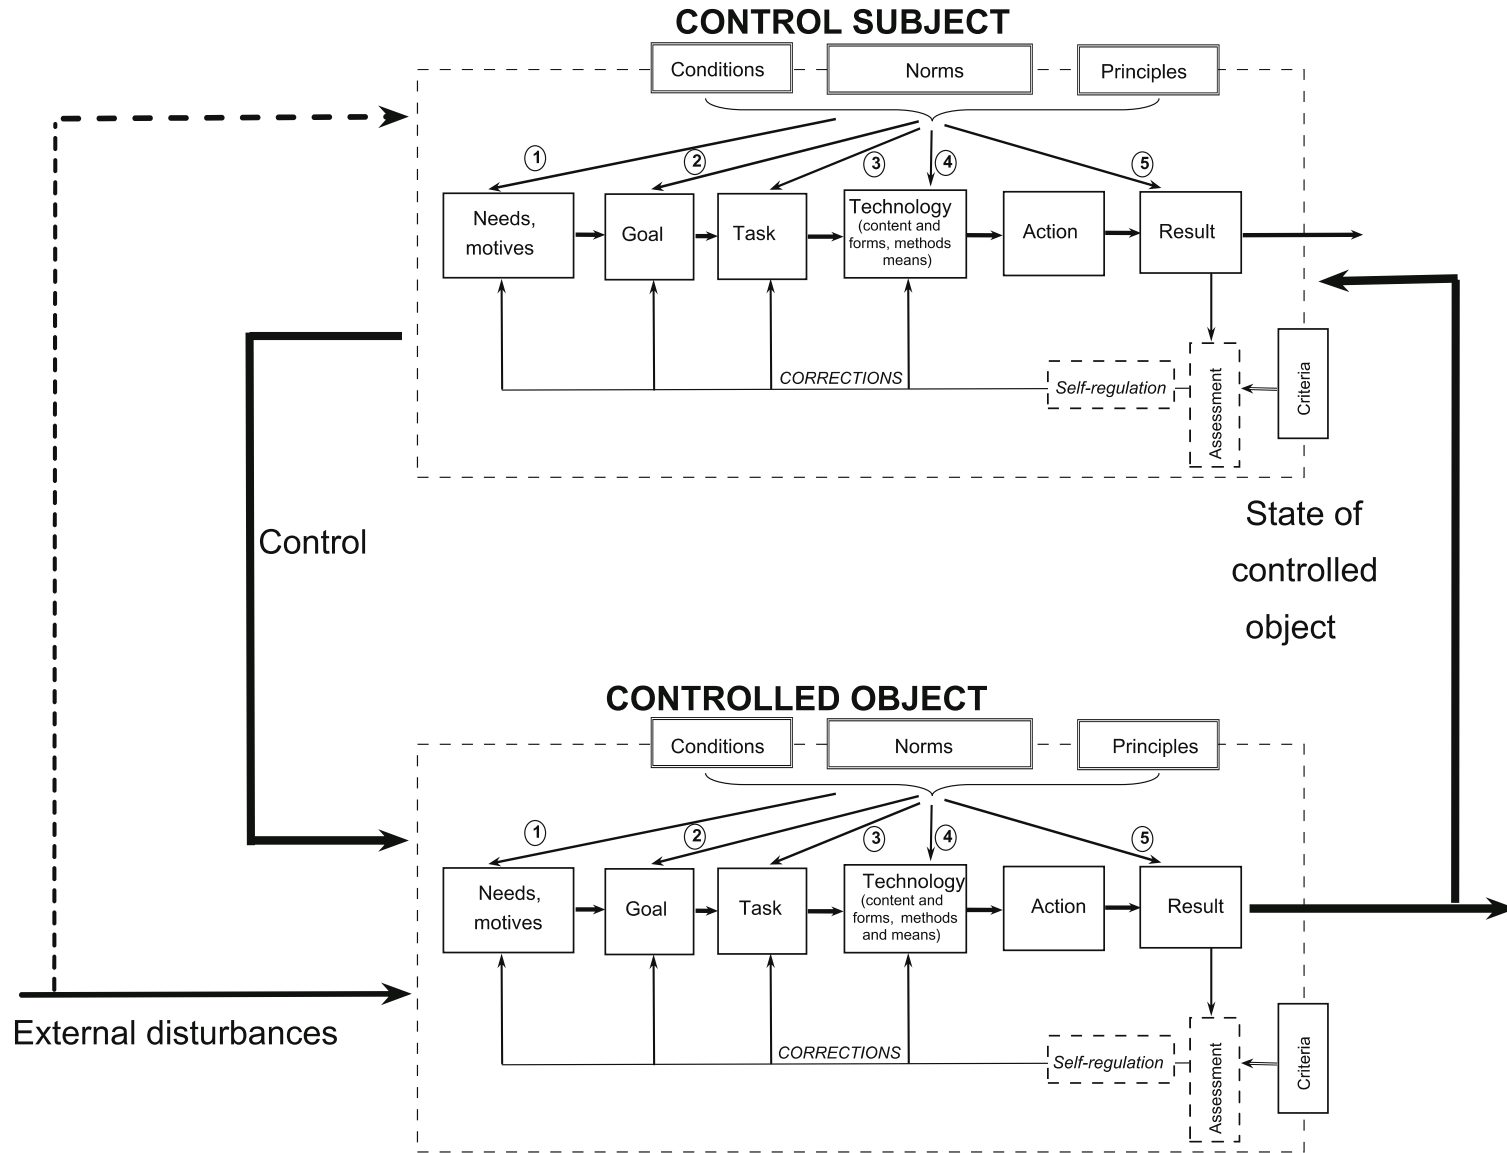 CONTROL SUBJECT
Conditions
Norms
Principles
1
2
3
4
5
Needs,
motives
Goal
Task
Technology
(content and
forms, methods
means)
Action
Result
CORRECTIONS
Self-regulation
Assessment
Criteria
Control
State of
controlled
object
CONTROLLED OBJECT
Conditions
Norms
Principles
1
2
3
4
5
Needs,
motives
Goal
Task
Technology
(content and
forms, methods
and means)
Action
Result
External disturbances
CORRECTIONS
Self-regulation
Assessment
Criteria